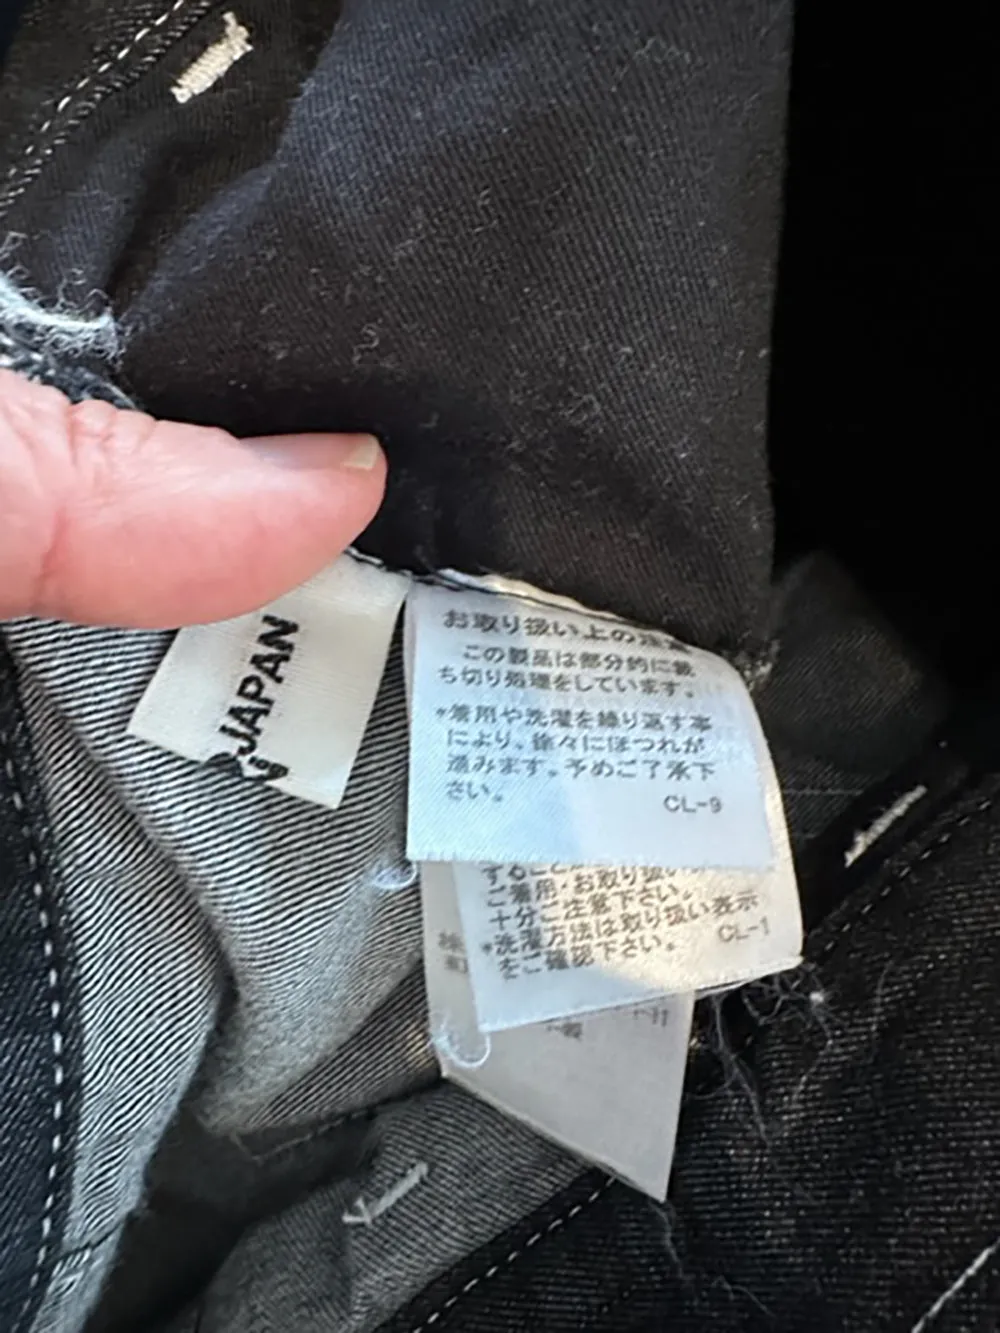 JAPAN
お取り扱い上の注意
この製品は部分的に裁
ち切り処理をしています。
*着用や洗濯を繰り返す事
により、徐々にほつれが
進みます。予めご了承下
さい。
CL-9
ご着用・お取り扱い
十分ご注意下さい。
*洗濯方法は取り扱い表示
をご確認下さい。
CL-1